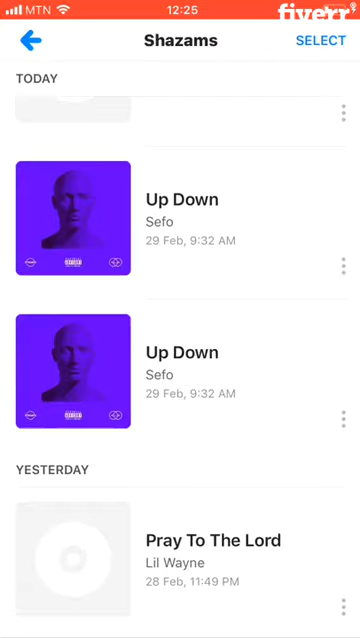 MTN 12:25
fiverr®
Shazams
SELECT
TODAY
Up Down
Sefo
29 Feb, 9:32 AM
Up Down
Sefo
29 Feb, 9:32 AM
YESTERDAY
Pray To The Lord
Lil Wayne
28 Feb, 11:49 PM